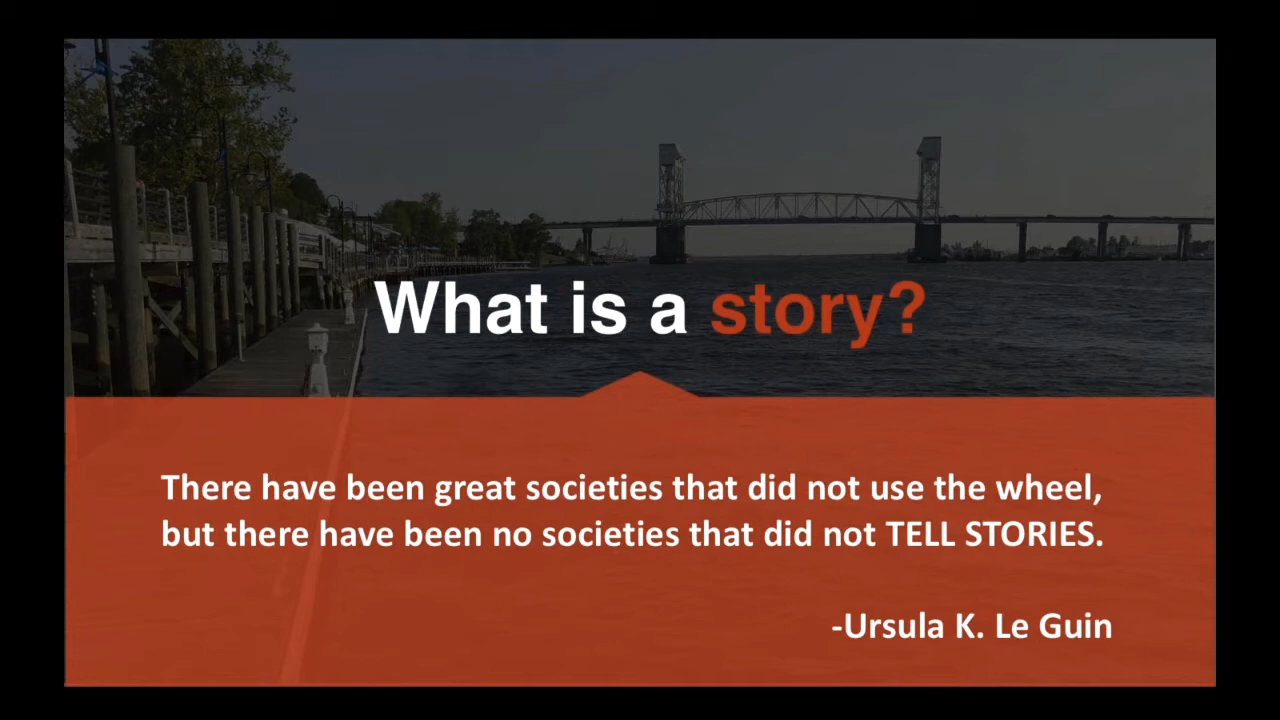 What is a story?
There have been great societies that did not use the wheel,
but there have been no societies that did not TELL STORIES.
-Ursula K. Le Guin